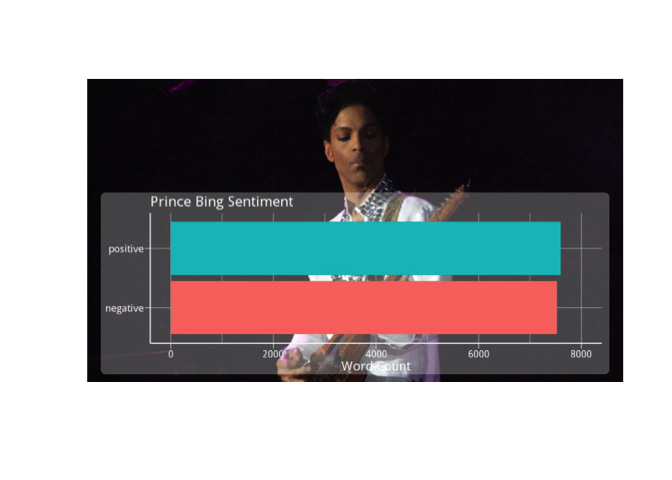 Prince Bing Sentiment
positive
negative
0 2000 4000 6000 8000
Word Count